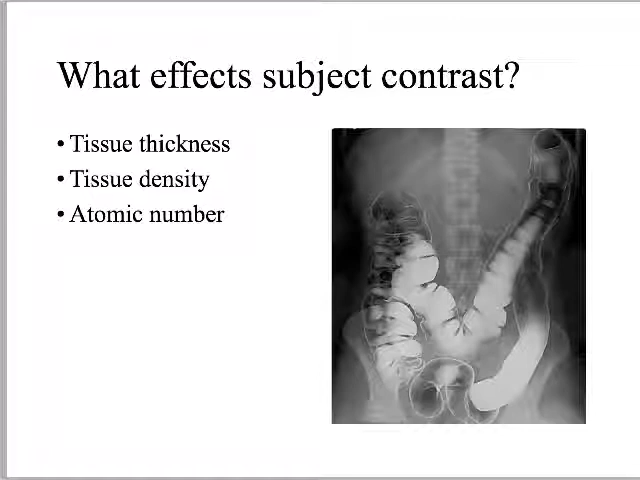 What effects subject contrast?
• Tissue thickness
• Tissue density
• Atomic number